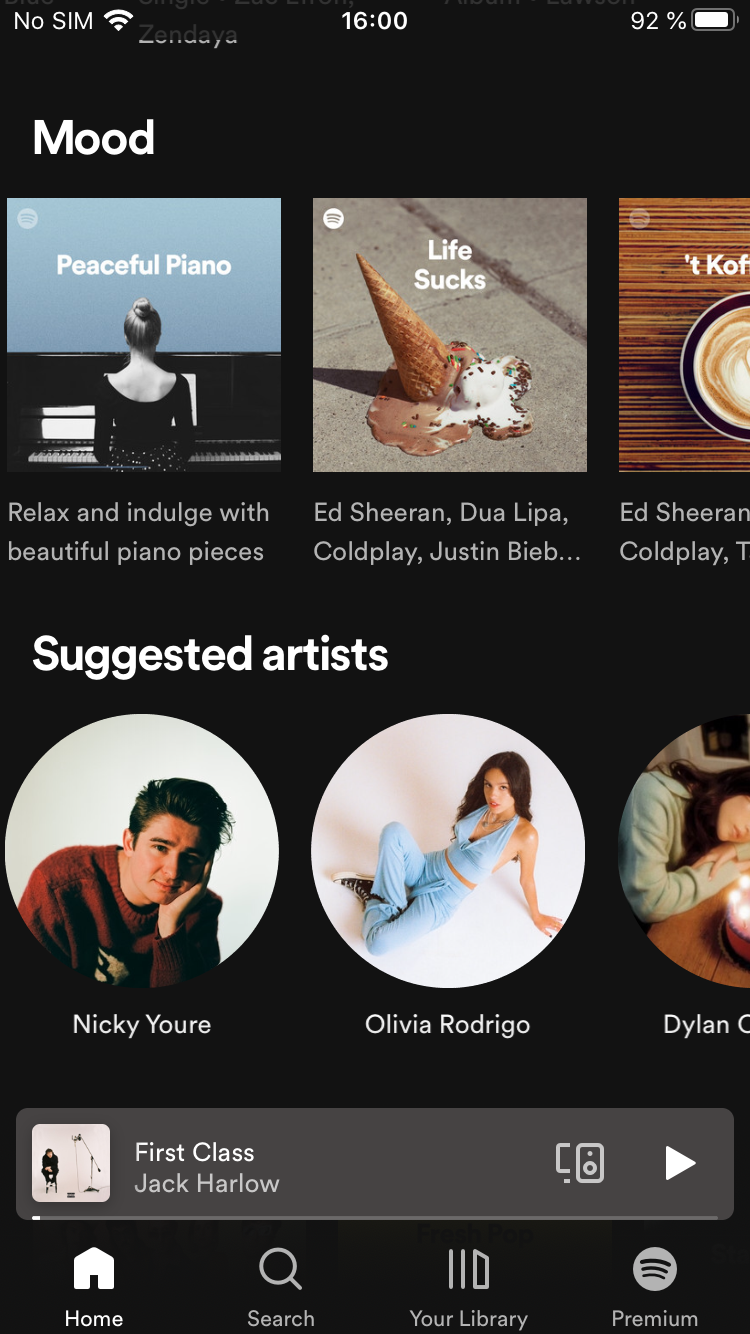 No SIM 16:00 92 %
Zendaya
Mood
Peaceful Piano
Life
Sucks
't Kof
Relax and indulge with
beautiful piano pieces
Ed Sheeran, Dua Lipa,
Coldplay, Justin Bieb...
Ed Sheeran
Coldplay, T
Suggested artists
Nicky Youre
Olivia Rodrigo
Dylan
First Class
Jack Harlow
Fresh Pop
Home
Search
Your Library
Premium